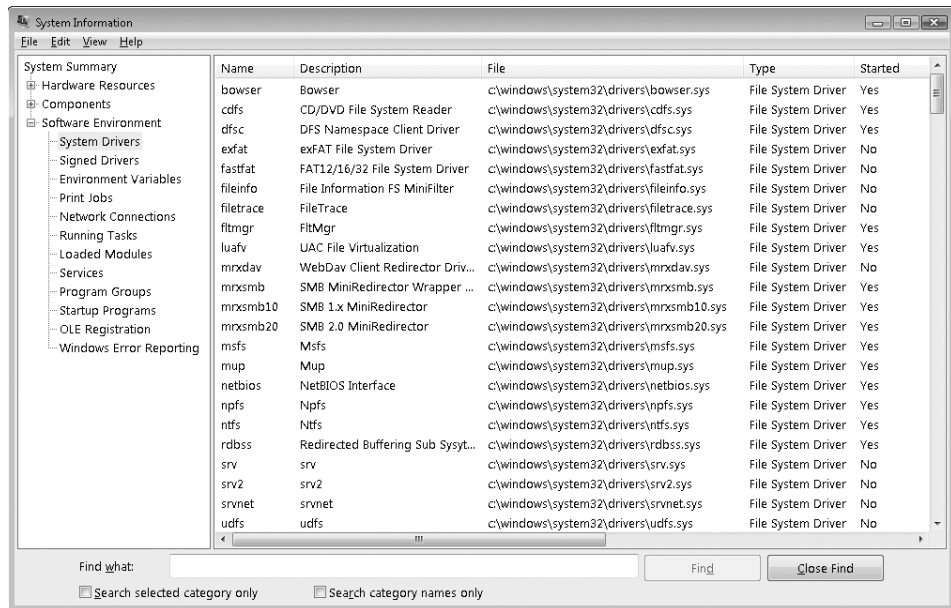 System Information
File Edit View Help
System Summary
Hardware Resources
Components
Software Environment
System Drivers
Signed Drivers
Environment Variables
Print Jobs
Network Connections
Running Tasks
Loaded Modules
Services
Program Groups
Startup Programs
OLE Registration
Windows Error Reporting
Name Description File Type Started
bowser Bowser c:\windows\system32\drivers\bowser.sys File System Driver Yes
cdfs CD/DVD File System Reader c:\windows\system32\drivers\cdfs.sys File System Driver Yes
dfsc DFS Namespace Client Driver c:\windows\system32\drivers\dfsc.sys File System Driver Yes
exfat exFAT File System Driver c:\windows\system32\drivers\exfat.sys File System Driver No
fastfat FAT12/16/32 File System Driver c:\windows\system32\drivers\fastfat.sys File System Driver No
fileinfo File Information FS MiniFilter c:\windows\system32\drivers\fileinfo.sys File System Driver No
filetrace FileTrace c:\windows\system32\drivers\filetrace.sys File System Driver No
fltmgr FltMgr c:\windows\system32\drivers\fltmgr.sys File System Driver Yes
luafv UAC File Virtualization c:\windows\system32\drivers\luafv.sys File System Driver Yes
mrxdav WebDav Client Redirector Driv... c:\windows\system32\drivers\mrxdav.sys File System Driver No
mrxsmb SMB MiniRedirector Wrapper ... c:\windows\system32\drivers\mrxsmb.sys File System Driver Yes
mrxsmb10 SMB 1.x MiniRedirector c:\windows\system32\drivers\mrxsmb10.sys File System Driver Yes
mrxsmb20 SMB 2.0 MiniRedirector c:\windows\system32\drivers\mrxsmb20.sys File System Driver Yes
msfs Msfs c:\windows\system32\drivers\msfs.sys File System Driver Yes
mup Mup c:\windows\system32\drivers\mup.sys File System Driver Yes
netbios NetBIOS Interface c:\windows\system32\drivers\netbios.sys File System Driver Yes
npfs Npfs c:\windows\system32\drivers\npfs.sys File System Driver Yes
ntfs Ntfs c:\windows\system32\drivers\ntfs.sys File System Driver Yes
rdbss Redirected Buffering Sub Sysyt... c:\windows\system32\drivers\rdbss.sys File System Driver Yes
srv srv c:\windows\system32\drivers\srv.sys File System Driver No
srv2 srv2 c:\windows\system32\drivers\srv2.sys File System Driver No
srvnet srvnet c:\windows\system32\drivers\srvnet.sys File System Driver No
udfs udfs c:\windows\system32\drivers\udfs.sys File System Driver No
Find what: Find Close Find
Search selected category only Search category names only